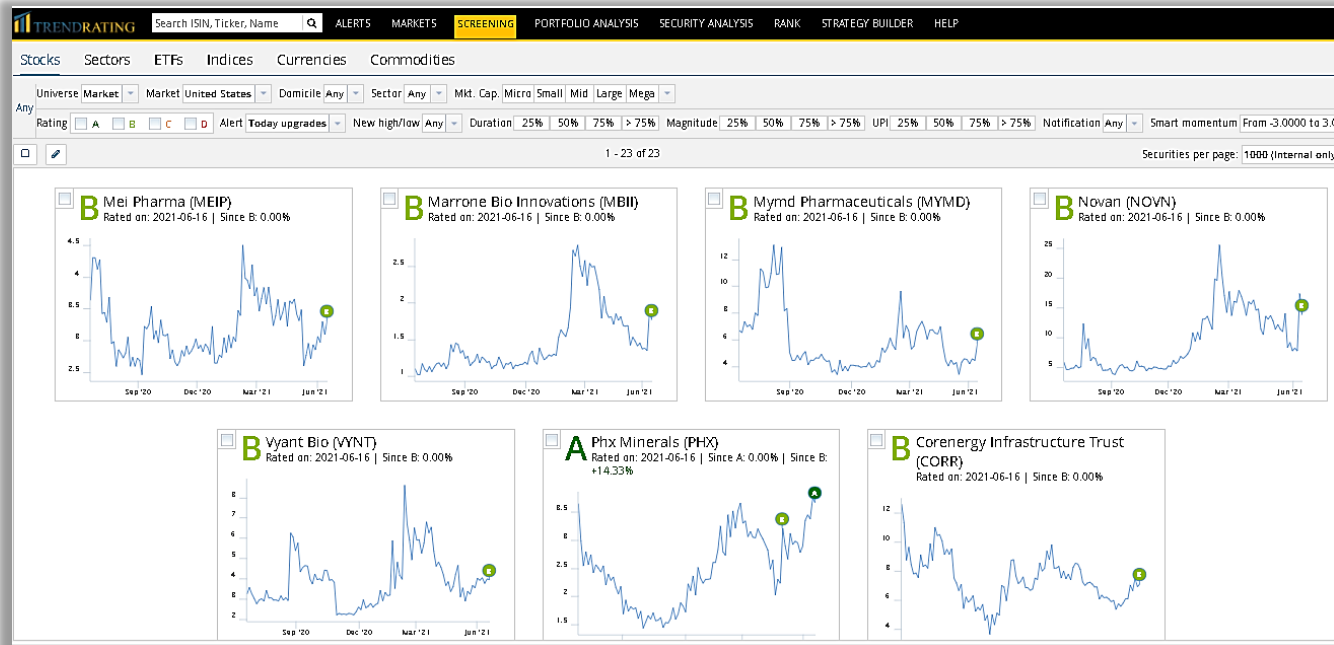 TRENDRATING Search ISIN, Ticker, Name ALERTS MARKETS SCREENING PORTFOLIO ANALYSIS SECURITY ANALYSIS RANK STRATEGY BUILDER HELP
Stocks Sectors ETFs Indices Currencies Commodities
Any
Universe Market Market United States Domicile Any Sector Any Mkt. Cap. Micro Small Mid Large Mega
Rating A B C D Alert Today upgrades New high/low Any Duration 25% 50% 75% > 75% Magnitude 25% 50% 75% > 75% UPI 25% 50% 75% > 75% Notification Any Smart momentum From -3.0000 to 3.0
1 - 23 of 23 Securities per page: 1000 (Internal only
B Mei Pharma (MEIP)
Rated on: 2021-06-16 | Since B: 0.00%
4.5
4
3.5
3
2.5
Sep '20 Dec '20 Mar '21 Jun '21
B Marrone Bio Innovations (MBII)
Rated on: 2021-06-16 | Since B: 0.00%
2.5
2
1.5
1
Sep '20 Dec '20 Mar '21 Jun '21
B Mymd Pharmaceuticals (MYMD)
Rated on: 2021-06-16 | Since B: 0.00%
12
10
8
6
4
Sep '20 Dec '20 Mar '21 Jun '21
B Novan (NOVN)
Rated on: 2021-06-16 | Since B: 0.00%
25
20
15
10
5
Sep '20 Dec '20 Mar '21 Jun '21
B Vyant Bio (VYNT)
Rated on: 2021-06-16 | Since B: 0.00%
8
7
6
5
4
3
2
Sep '20 Dec '20 Mar '21 Jun '21
A Phx Minerals (PHX)
Rated on: 2021-06-16 | Since A: 0.00% | Since B:
+14.33%
B
A
3.5
3
2.5
2
1.5
B Corenergy Infrastructure Trust
(CORR)
Rated on: 2021-06-16 | Since B: 0.00%
12
10
8
6
4